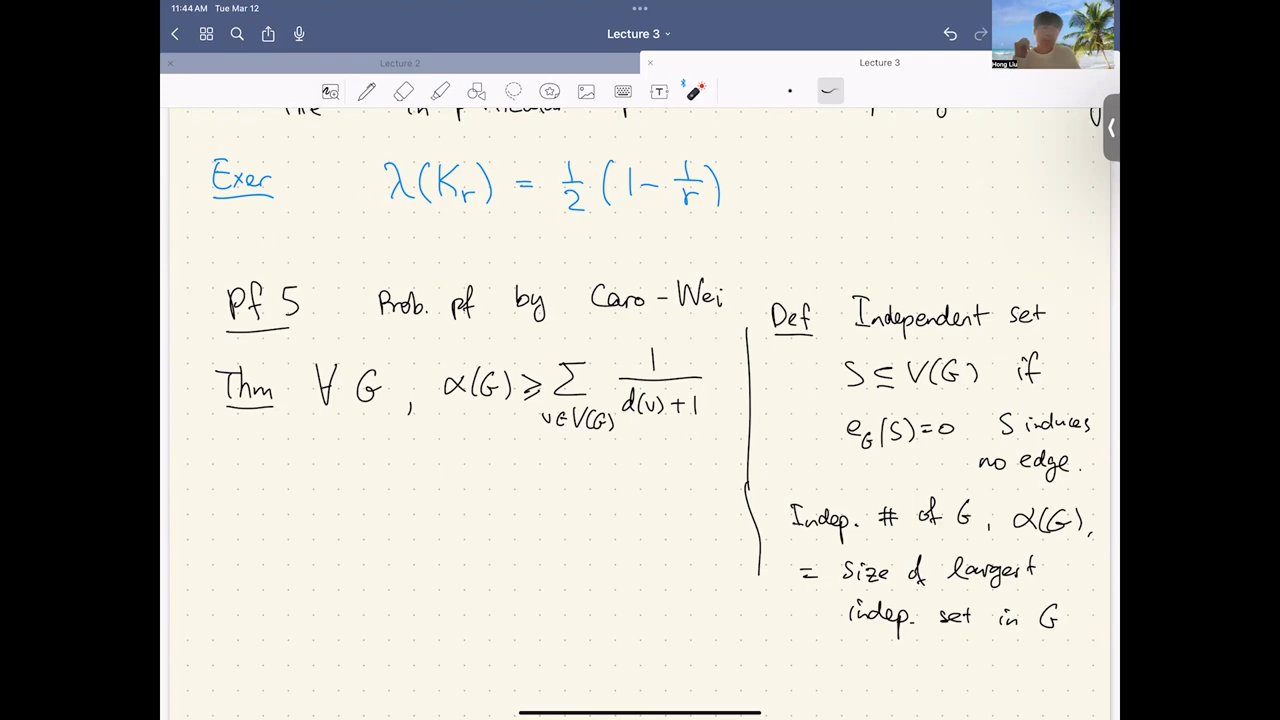 11:44 AM Tue Mar 12
Lecture 3
Hong Liu
Lecture 2
Lecture 3
T
in
Exer λ(Kr) = 1/2 (1 - 1/r)
Pf 5 Prob. pf by Caro-Wei
Thm ∀ G, α(G) ≥ Σ_{v∈V(G)} 1/(d(v)+1)
Def Independent set
S ⊆ V(G) if
e_G(S)=0 S induces
no edge.
Indep. # of G, α(G),
= size of largest
indep. set in G